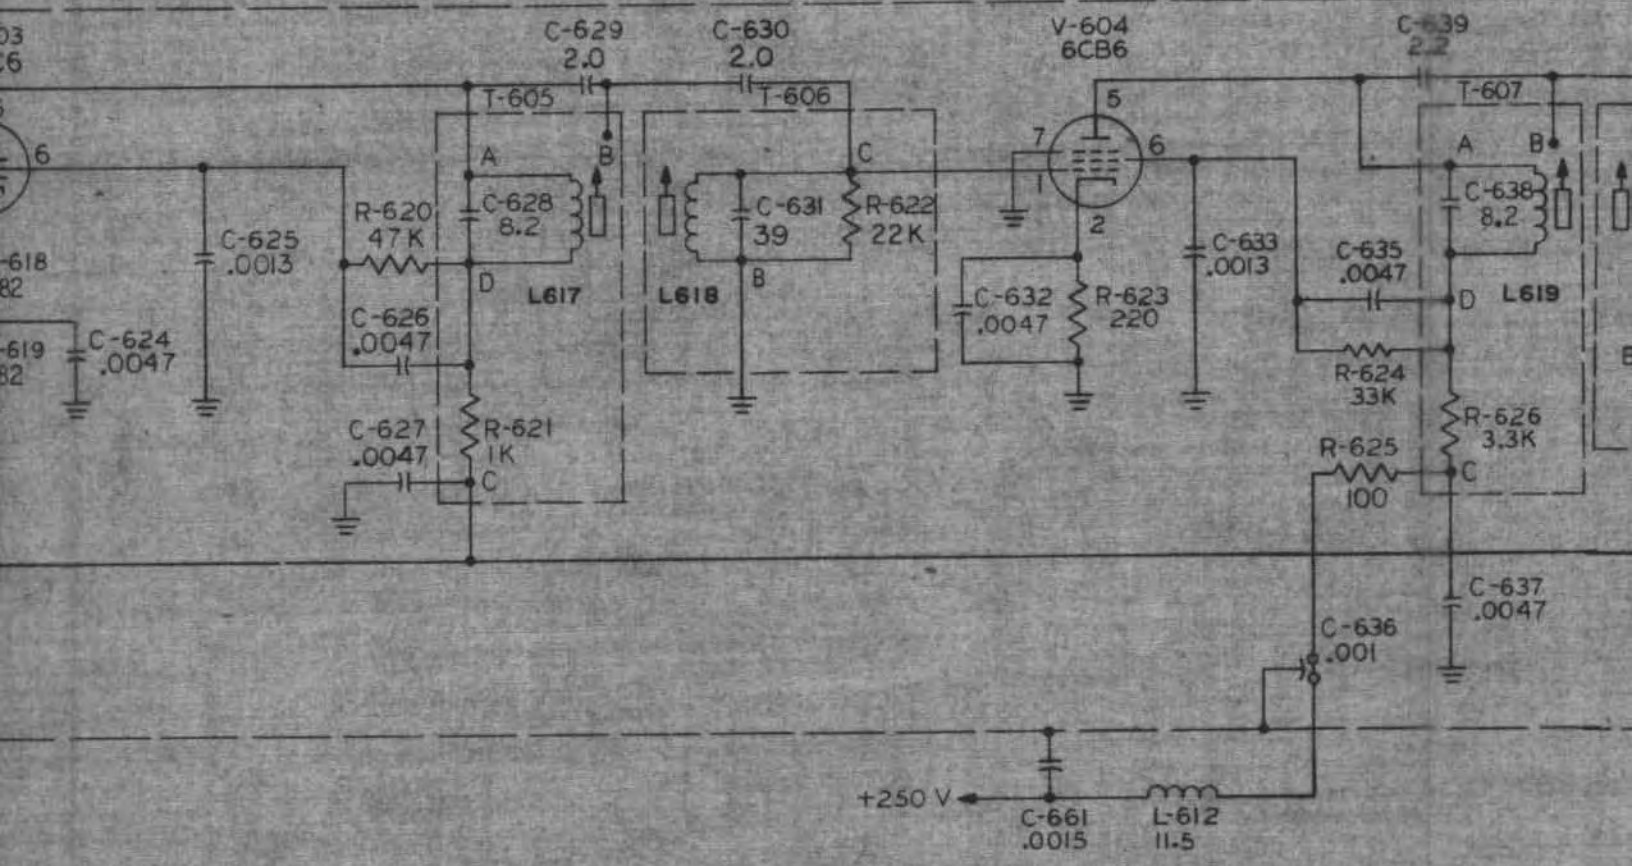 03
C6
6
C-629
2.0
C-630
2.0
V-604
6CB6
C-639
2.2
T-605
T-606
T-607
5
7
6
1
2
A
B
C
A
B
R-620
47K
C-628
8.2
C-631
39
R-622
22K
C-638
8.2
C-625
.0013
C-633
.0013
C-635
.0047
-618
82
D
L617
L618
B
C-632
.0047
R-623
220
D
L619
C-624
.0047
C-626
.0047
-619
82
R-624
33K
B
C-627
.0047
R-621
1K
C
R-625
100
R-626
3.3K
C
C-637
.0047
C-636
.001
+250 V
C-661
.0015
L-612
11.5